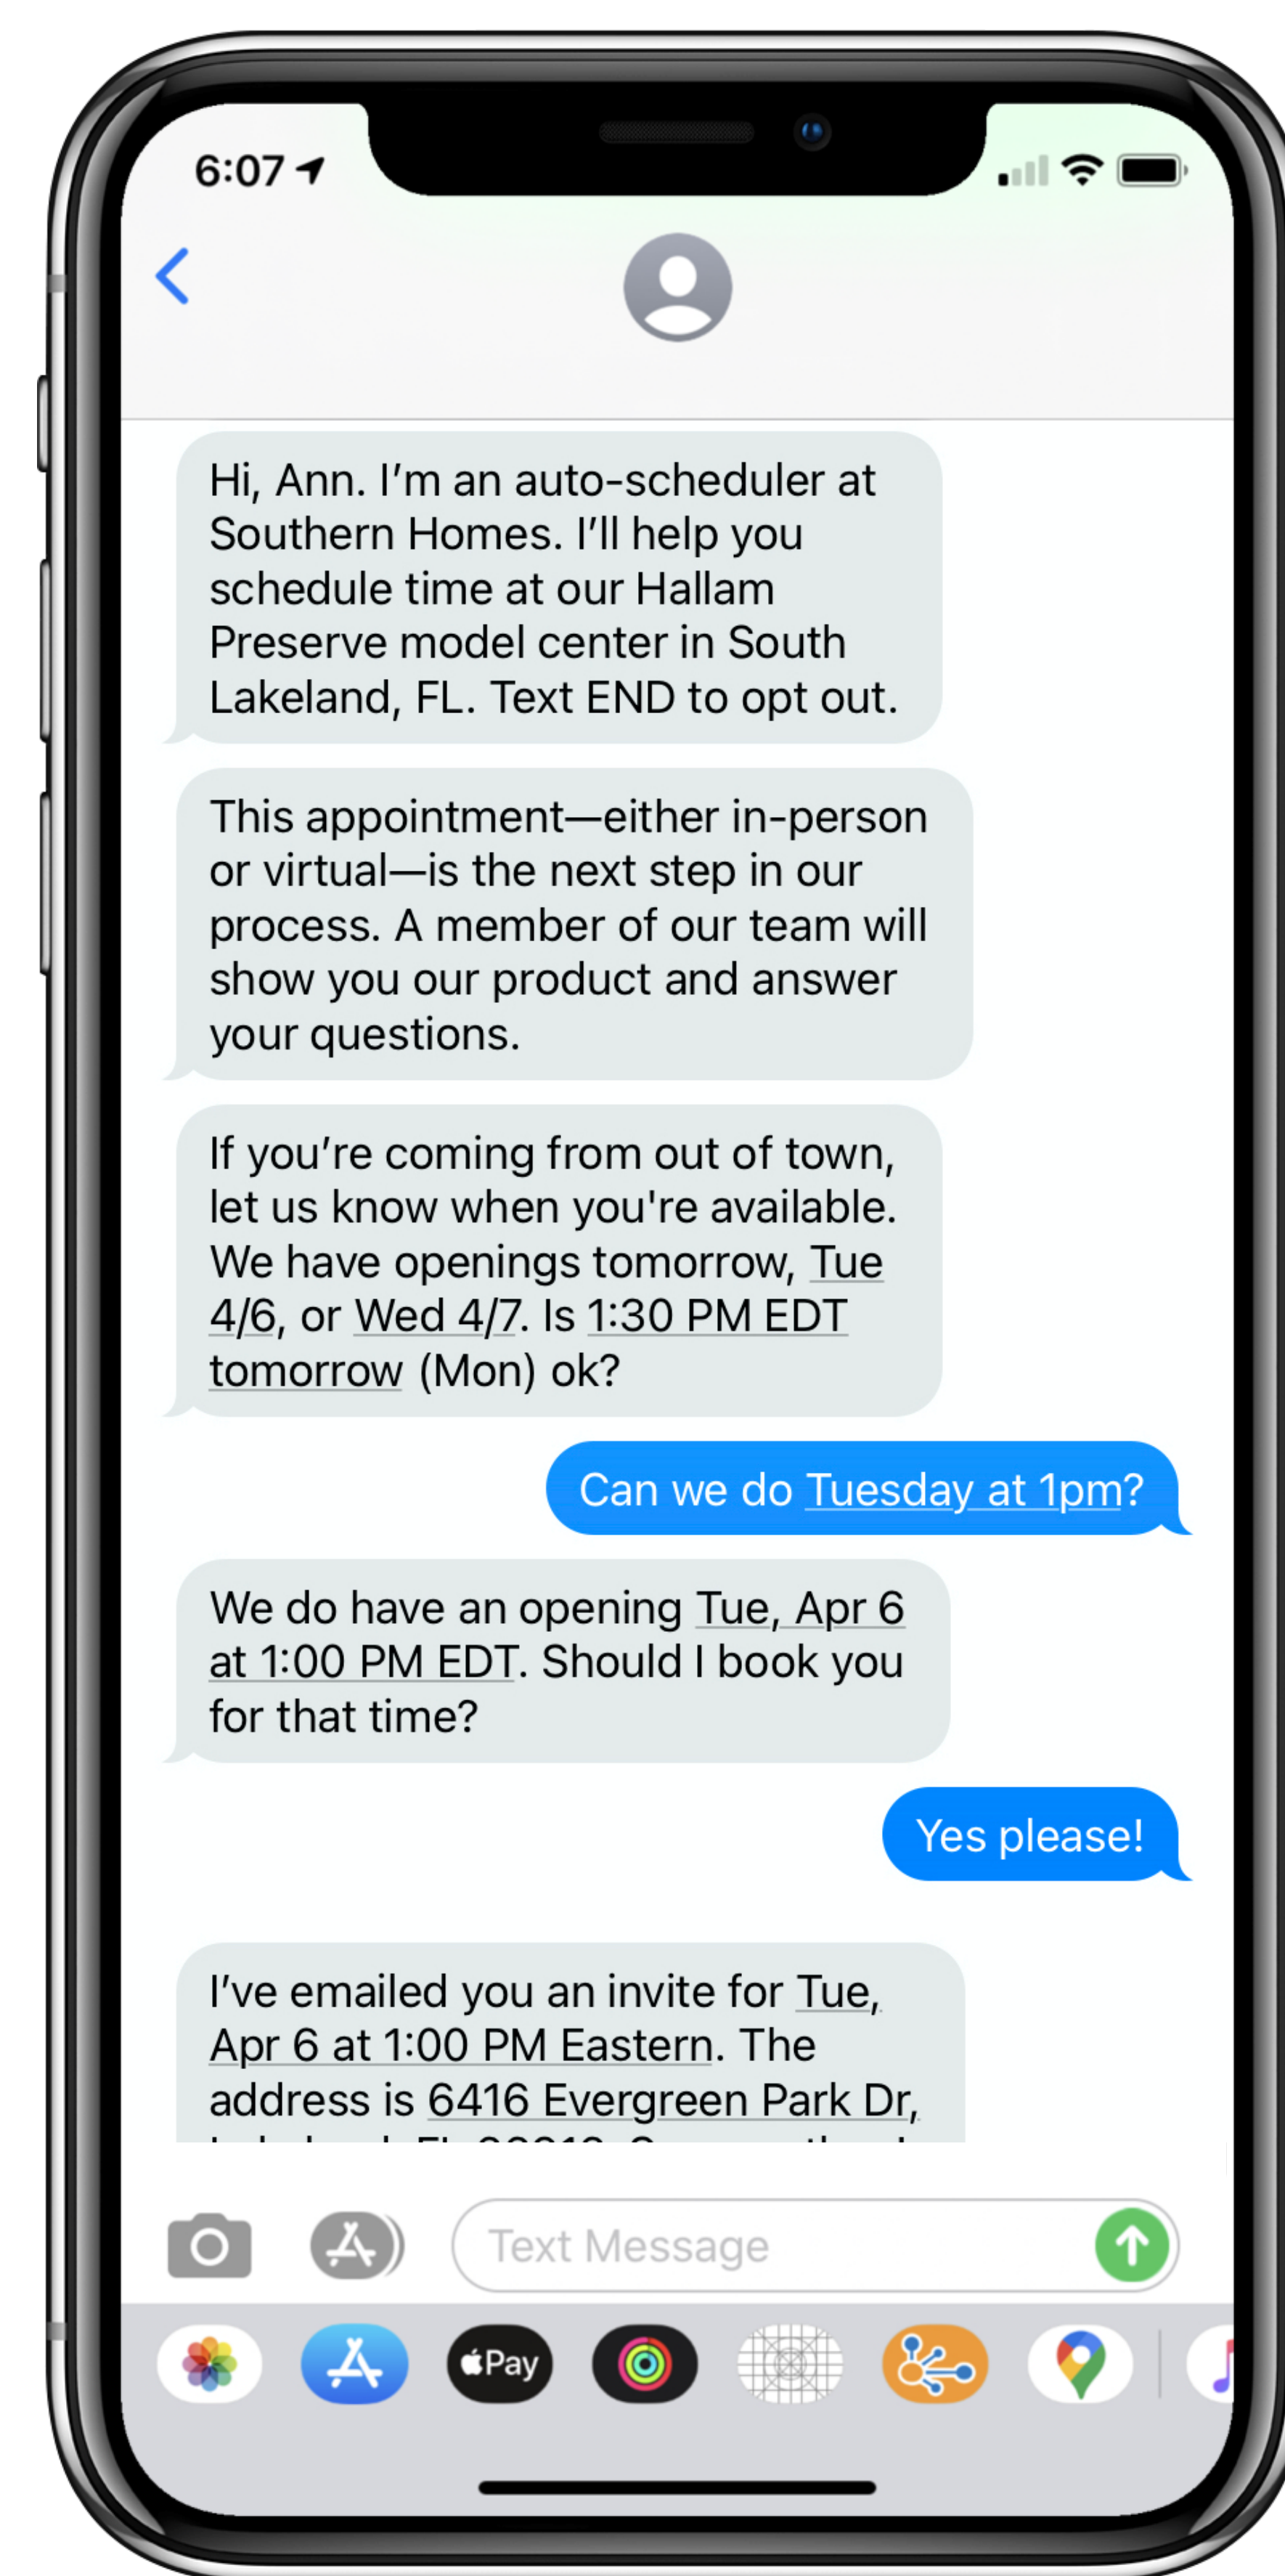 6:07
Hi, Ann. I’m an auto-scheduler at
Southern Homes. I’ll help you
schedule time at our Hallam
Preserve model center in South
Lakeland, FL. Text END to opt out.
This appointment—either in-person
or virtual—is the next step in our
process. A member of our team will
show you our product and answer
your questions.
If you’re coming from out of town,
let us know when you're available.
We have openings tomorrow, Tue
4/6, or Wed 4/7. Is 1:30 PM EDT
tomorrow (Mon) ok?
Can we do Tuesday at 1pm?
We do have an opening Tue, Apr 6
at 1:00 PM EDT. Should I book you
for that time?
Yes please!
I’ve emailed you an invite for Tue,
Apr 6 at 1:00 PM Eastern. The
address is 6416 Evergreen Park Dr,
Text Message
Pay